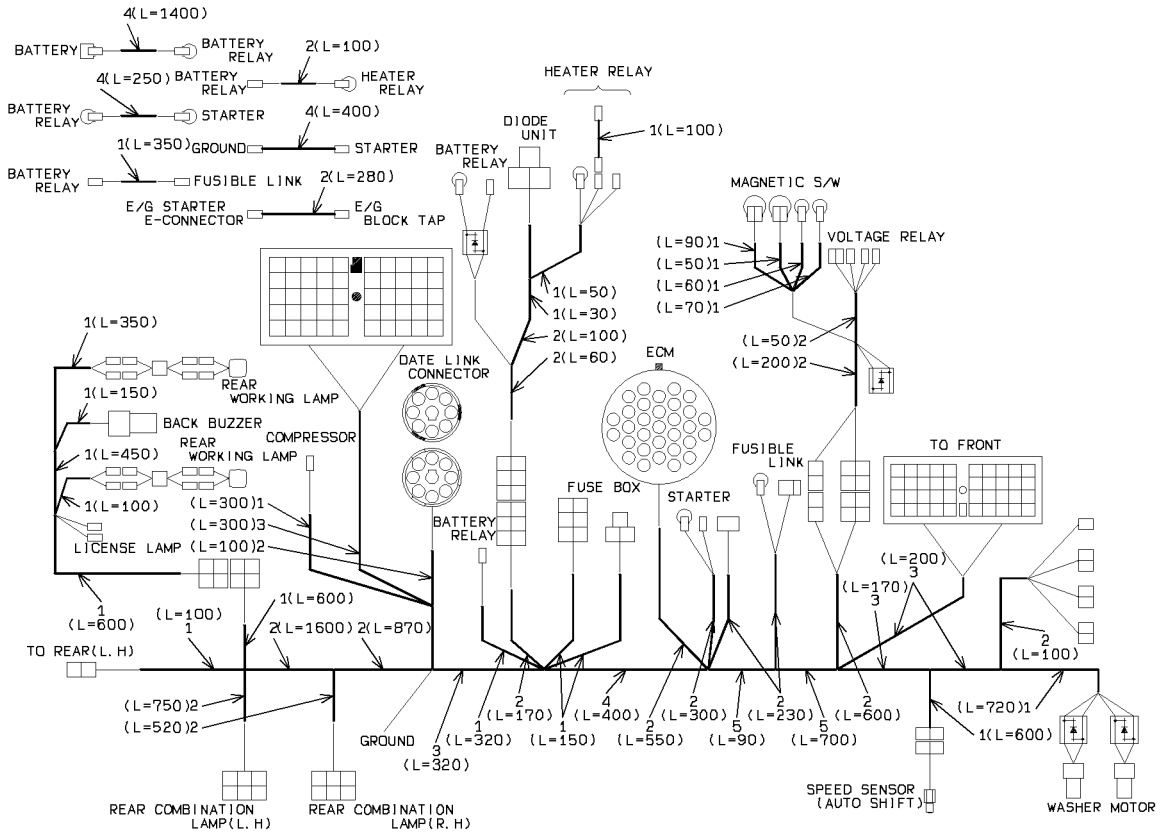 4(L=1400)
BATTERY
BATTERY
RELAY
2(L=100)
4(L=250)
BATTERY
RELAY
HEATER
RELAY
BATTERY
RELAY
STARTER
4(L=400)
1(L=350)
GROUND
STARTER
BATTERY
RELAY
FUSIBLE LINK
2(L=280)
E/G STARTER
E-CONNECTOR
E/G
BLOCK TAP
HEATER RELAY
1(L=100)
DIODE
UNIT
BATTERY
RELAY
MAGNETIC S/W
VOLTAGE RELAY
(L=90)1
(L=50)1
(L=60)1
(L=70)1
1(L=50)
1(L=30)
2(L=100)
2(L=60)
(L=50)2
(L=200)2
ECM
1(L=350)
DATE LINK
CONNECTOR
REAR
WORKING LAMP
1(L=150)
BACK BUZZER
REAR
WORKING LAMP
COMPRESSOR
1(L=450)
1(L=100)
(L=300)1
(L=300)3
(L=100)2
LICENSE LAMP
BATTERY
RELAY
FUSE BOX
STARTER
FUSIBLE
LINK
TO FRONT
1
(L=600)
(L=100)
1
1(L=600)
2(L=1600)
2(L=870)
(L=200)
3
(L=170)
3
2
(L=100)
TO REAR(L.H)
(L=750)2
(L=520)2
GROUND
3
(L=320)
1
(L=320)
2
(L=170)
1
(L=150)
4
(L=400)
2
(L=550)
2
(L=300)
5
(L=90)
2
(L=230)
5
(L=700)
2
(L=600)
(L=720)1
1(L=600)
SPEED SENSOR
(AUTO SHIFT)
WASHER MOTOR
REAR COMBINATION
LAMP(L.H)
REAR COMBINATION
LAMP(R.H)